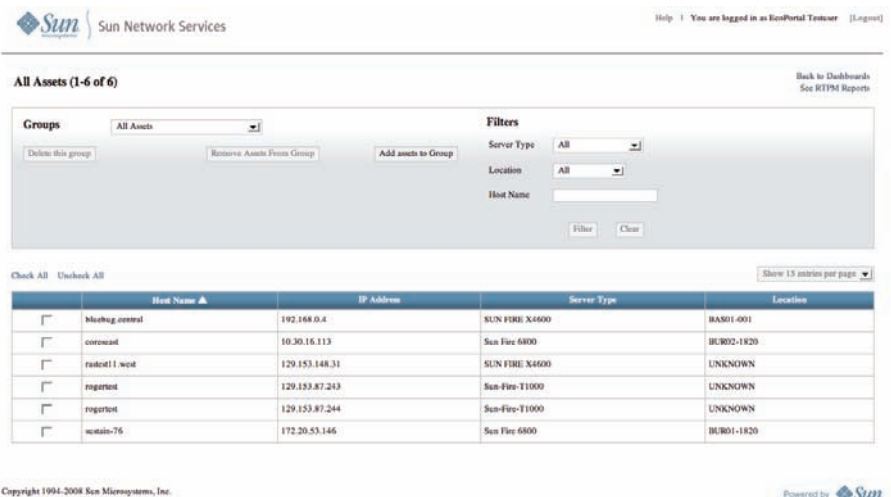 Sun microsystems Sun Network Services
Help | You are logged in as EcoPortal Testuser [Logout]
All Assets (1-6 of 6)
Back to Dashboards
See RTPM Reports
Groups All Assets
Delete this group Remove Assets From Group Add assets to Group
Filters
Server Type All
Location All
Host Name
Filter Clear
Check All Uncheck All
Show 15 entries per page
Host Name ▲ IP Address Server Type Location
bluebug.central 192.168.0.4 SUN FIRE X4600 BAS01-001
coreseast 10.30.16.113 Sun Fire 6800 BUR02-1820
129.153.148.31 SUN FIRE X4600 UNKNOWN
rogertest 129.153.87.243 Sun-Fire-T1000 UNKNOWN
rogertest 129.153.87.244 Sun-Fire-T1000 UNKNOWN
sustain-76 172.20.53.146 Sun Fire 6800 BUR01-1820
Copyright 1994-2008 Sun Microsystems, Inc.
Powered by Sun